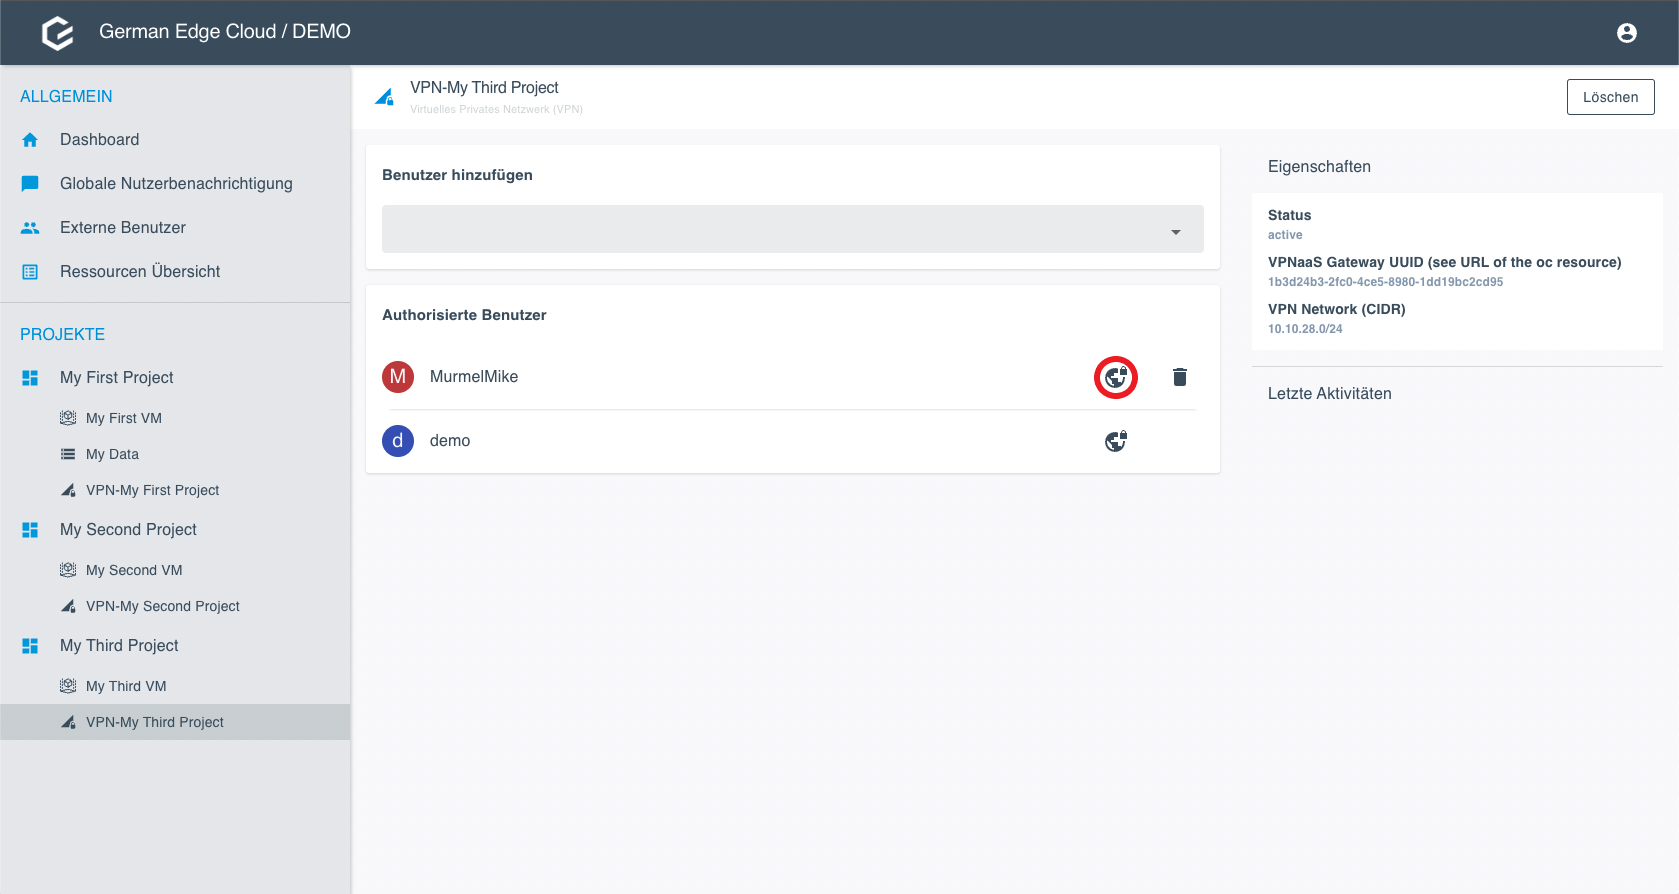 German Edge Cloud / DEMO
ALLGEMEIN
Dashboard
Globale Nutzerbenachrichtigung
Externe Benutzer
Ressourcen Übersicht
PROJEKTE
My First Project
My First VM
My Data
VPN-My First Project
My Second Project
My Second VM
VPN-My Second Project
My Third Project
My Third VM
VPN-My Third Project
VPN-My Third Project
Virtuelles Privates Netzwerk (VPN)
Löschen
Benutzer hinzufügen
Authorisierte Benutzer
M MurmelMike
d demo
Eigenschaften
Status
active
VPNaaS Gateway UUID (see URL of the oc resource)
1b3d24b3-2fc0-4ce5-8980-1dd19bc2cd95
VPN Network (CIDR)
10.10.28.0/24
Letzte Aktivitäten